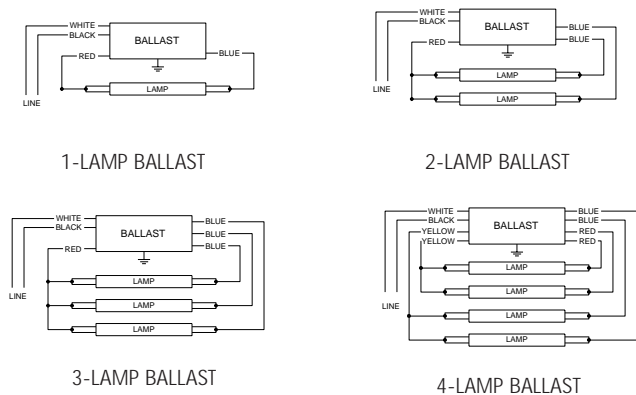 WHITE
BLACK
BALLAST
RED
BLUE
LAMP
LINE
1-LAMP BALLAST
WHITE
BLACK
BALLAST
BLUE
BLUE
RED
LAMP
LAMP
LINE
2-LAMP BALLAST
WHITE
BLACK
BALLAST
BLUE
BLUE
BLUE
RED
LAMP
LAMP
LAMP
LINE
3-LAMP BALLAST
WHITE
BLACK
YELLOW
YELLOW
BALLAST
BLUE
BLUE
RED
RED
LAMP
LAMP
LAMP
LAMP
LINE
4-LAMP BALLAST